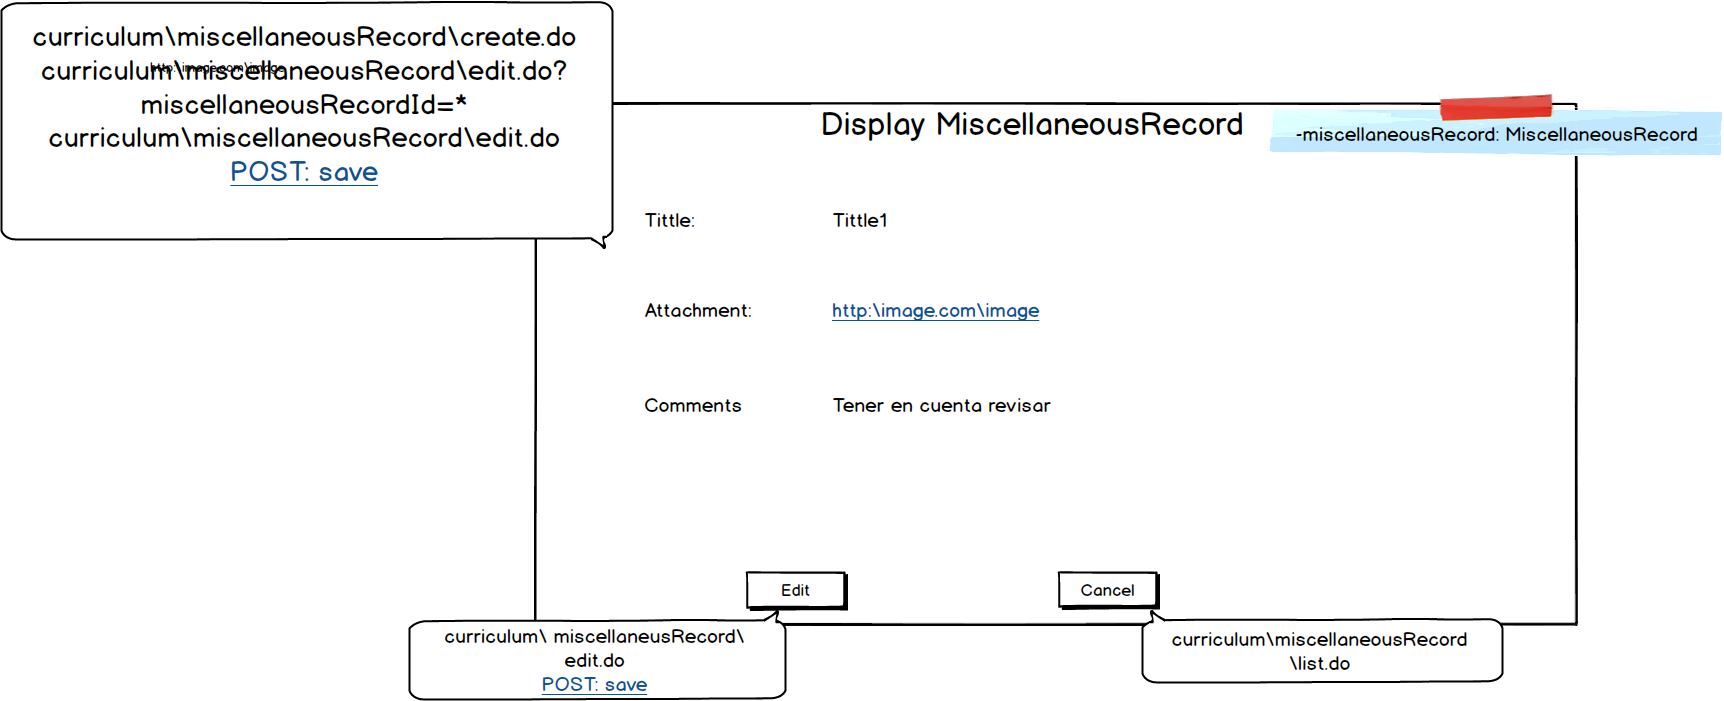 curriculum\miscellaneousRecord\create.do
http:\image.com\image
curriculum\miscellaneousRecord\edit.do?
miscellaneousRecordId=*
curriculum\miscellaneousRecord\edit.do
POST: save
Display MiscellaneousRecord
-miscellaneousRecord: MiscellaneousRecord
Tittle: Tittle1
Attachment: http:\image.com\image
Comments Tener en cuenta revisar
Edit Cancel
curriculum\ miscellaneusRecord\
edit.do
POST: save
curriculum\miscellaneousRecord
\list.do